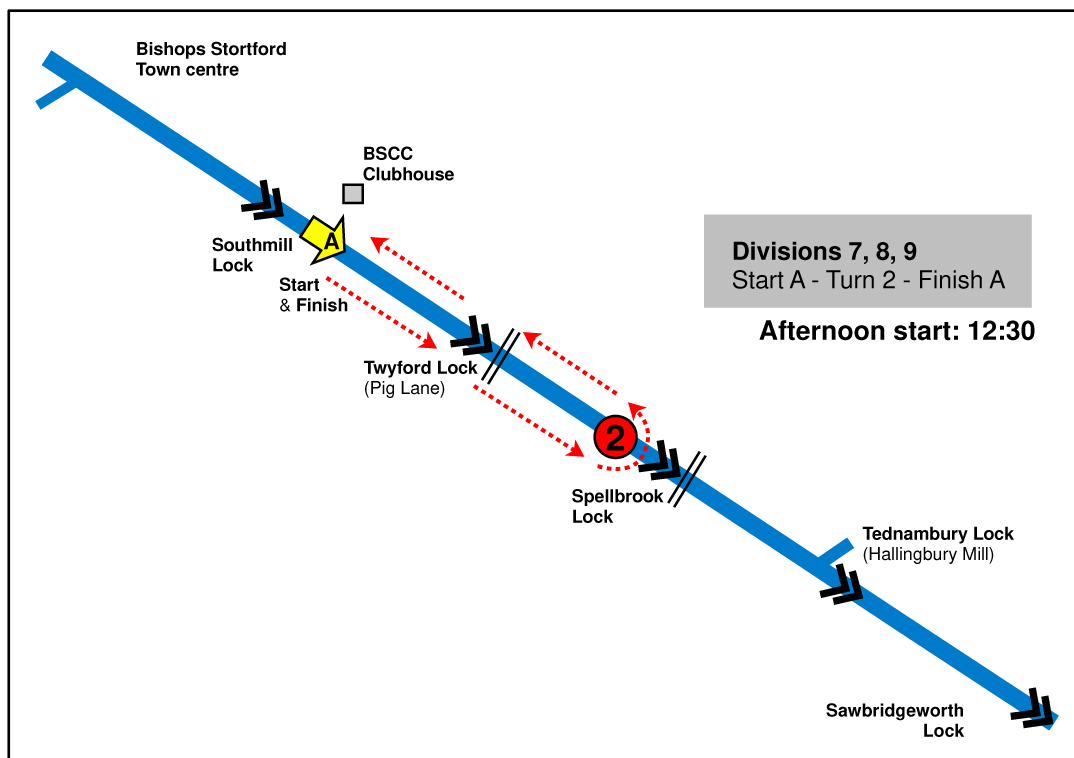 Bishops Stortford
Town centre
BSCC
Clubhouse
Southmill
Lock
A
Start
& Finish
Divisions 7, 8, 9
Start A - Turn 2 - Finish A
Afternoon start: 12:30
Twyford Lock
(Pig Lane)
2
Spellbrook
Lock
Tednambury Lock
(Hallingbury Mill)
Sawbridgeworth
Lock